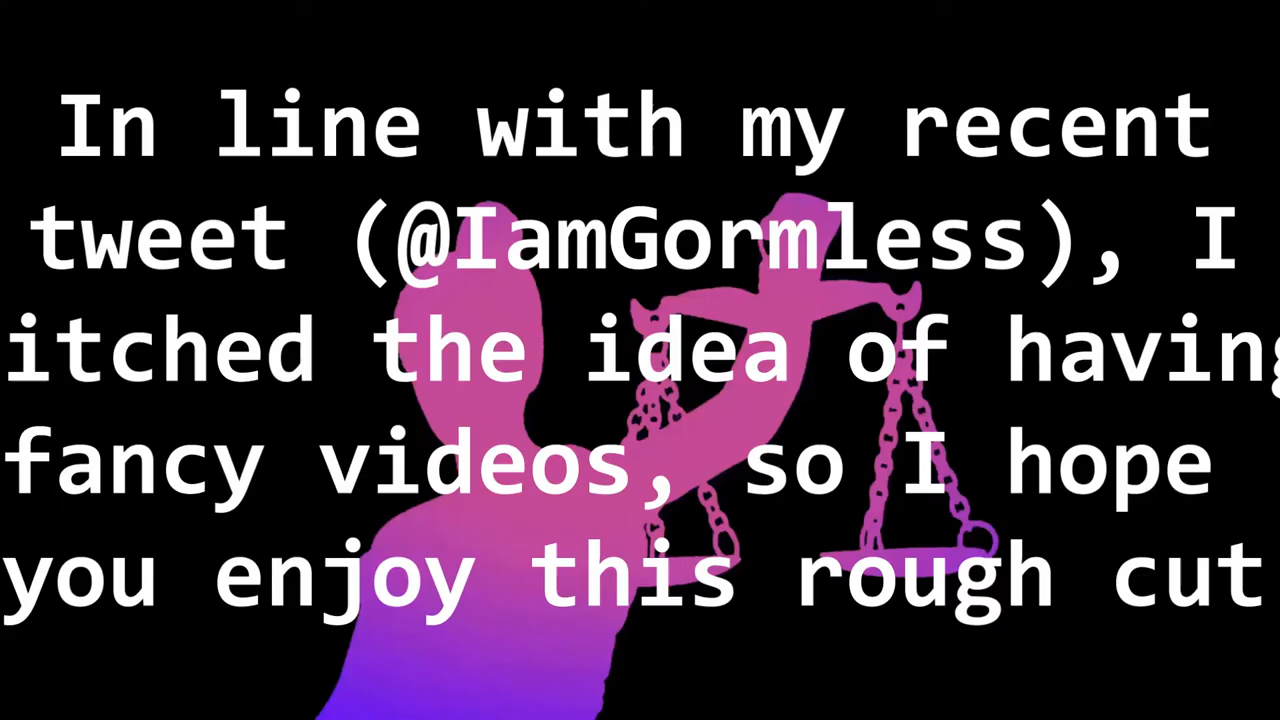 In line with my recent
tweet (@IamGormless), I
itched the idea of having
fancy videos, so I hope
you enjoy this rough cut